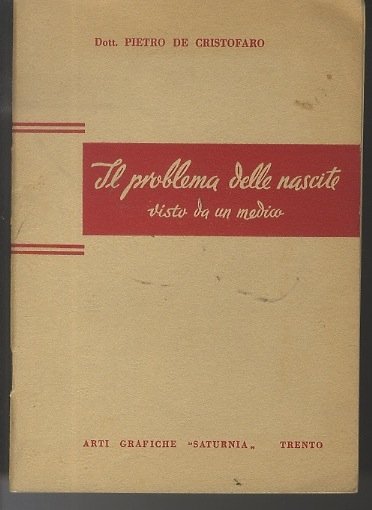 Dott. PIETRO DE CRISTOFARO
Il problema delle nascite
visto da un medico
ARTI GRAFICHE "SATURNIA„ TRENTO